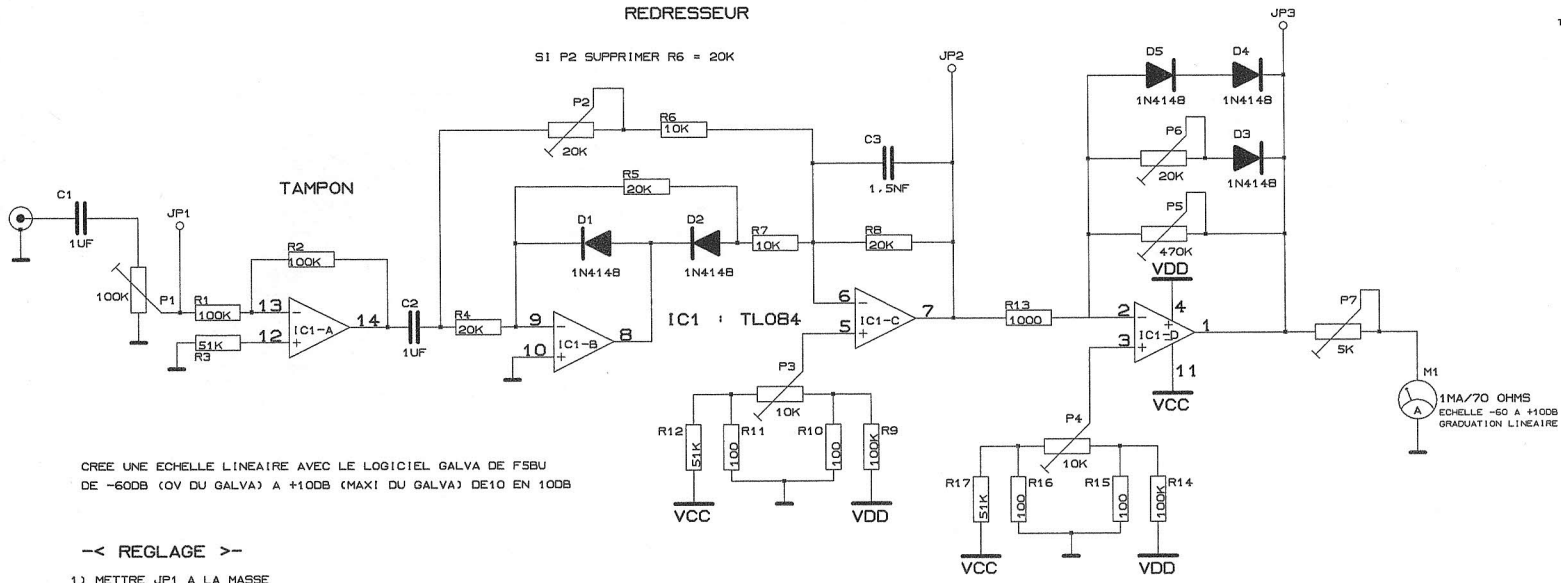 REDRESSEUR
SI P2 SUPPRIMER R6 = 20K
JP3
JP2
D5
D4
1N4148
1N4148
P2
20K
R6
10K
P6
20K
D3
1N4148
C3
1,5NF
TAMPON
R5
20K
P5
470K
C1
1UF
JP1
D1
1N4148
D2
1N4148
R7
10K
R8
20K
VDD
R2
100K
100K
P1
R1
100K
13
12
14
IC1-A
51K
R3
C2
1UF
R4
20K
9
10
8
IC1-B
IC1 : TL084
6
5
7
IC1-C
R13
1000
2
3
4
1
11
IC1-D
VCC
P7
5K
M1
A
1MA/70 OHMS
ECHELLE -60 A +10DB
GRADUATION LINEAIRE
P3
10K
R12
51K
R11
100
R10
100
R9
100K
VCC
VDD
P4
10K
R17
51K
R16
100
R15
100
R14
100K
VCC
VDD
CREE UNE ECHELLE LINEAIRE AVEC LE LOGICIEL GALVA DE F5BU
DE -60DB (0V DU GALVA) A +10DB (MAXI DU GALVA) DE10 EN 10DB
-< REGLAGE >-
1) METTRE JP1 A LA MASSE